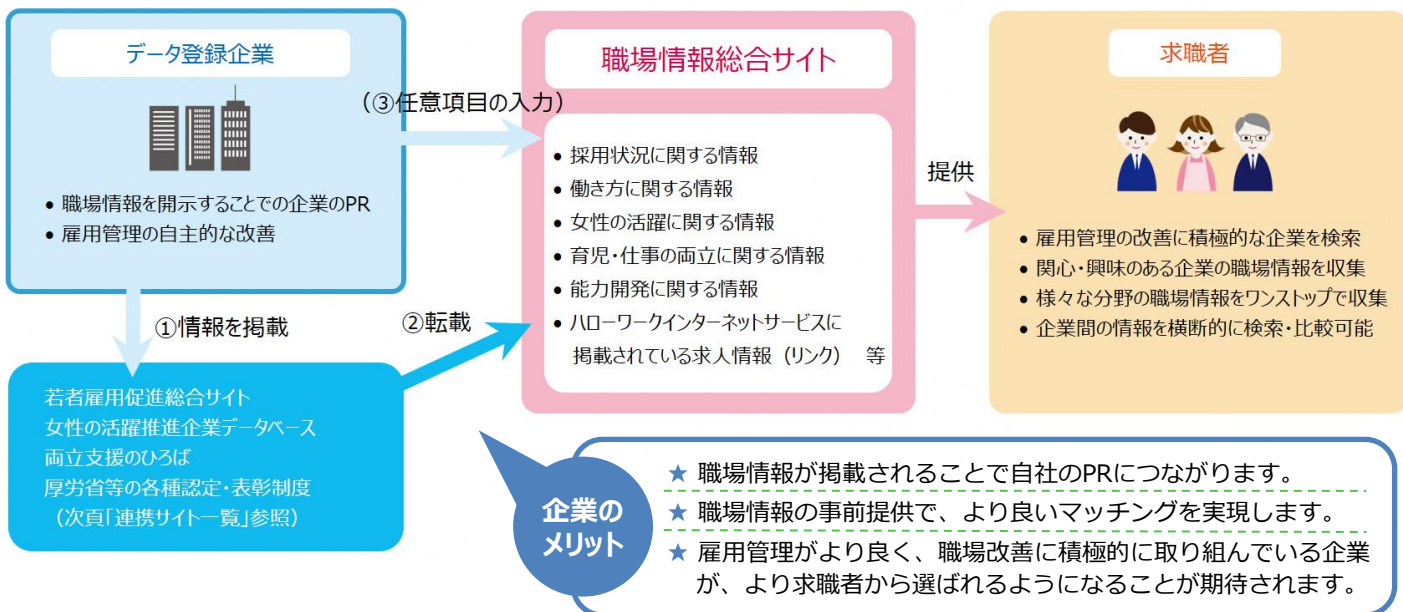 データ登録企業
• 職場情報を開示することでの企業のPR
• 雇用管理の自主的な改善
（③任意項目の入力）
①情報を掲載
②転載
若者雇用促進総合サイト
女性の活躍推進企業データベース
両立支援のひろば
厚労省等の各種認定・表彰制度
（次頁「連携サイト一覧」参照）
職場情報総合サイト
• 採用状況に関する情報
• 働き方に関する情報
• 女性の活躍に関する情報
• 育児・仕事の両立に関する情報
• 能力開発に関する情報
• ハローワークインターネットサービスに
掲載されている求人情報（リンク） 等
提供
求職者
• 雇用管理の改善に積極的な企業を検索
• 関心・興味のある企業の職場情報を収集
• 様々な分野の職場情報をワンストップで収集
• 企業間の情報を横断的に検索・比較可能
企業の
メリット
★ 職場情報が掲載されることで自社のPRにつながります。
★ 職場情報の事前提供で、より良いマッチングを実現します。
★ 雇用管理がより良く、職場改善に積極的に取り組んでいる企業
が、より求職者から選ばれるようになることが期待されます。